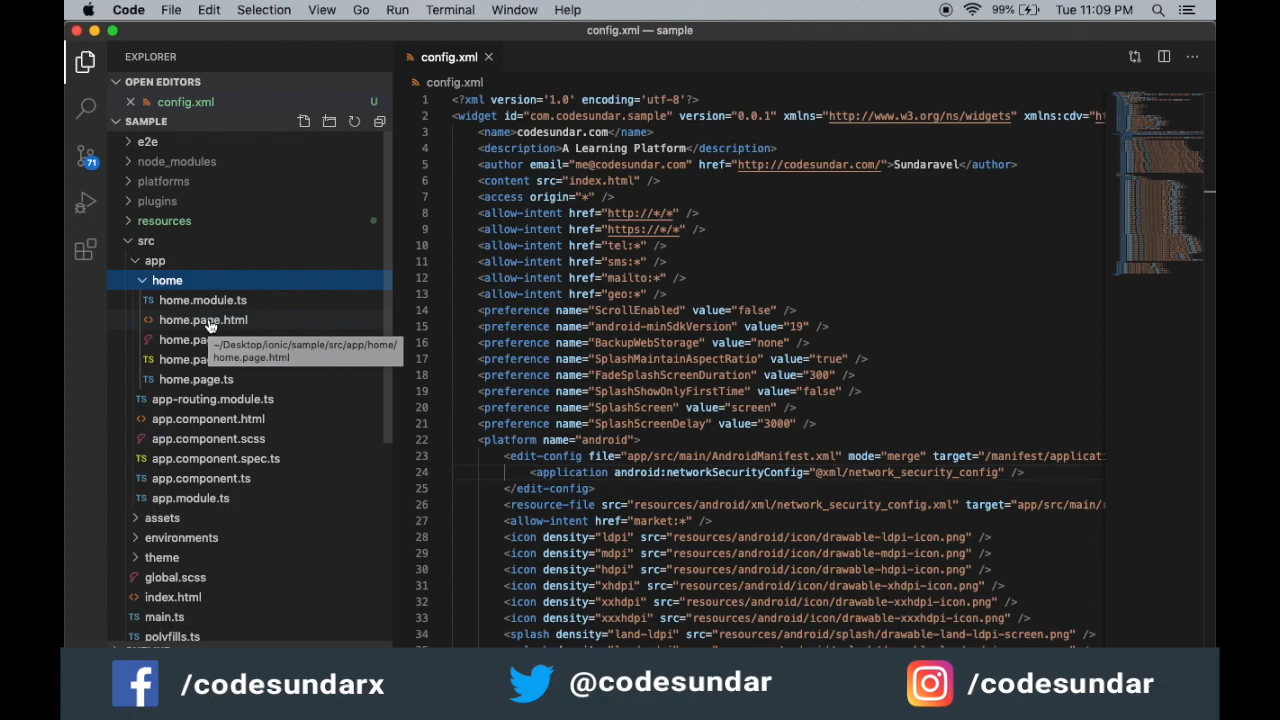 Code File Edit Selection View Go Run Terminal Window Help 99% Tue 11:09 PM
config.xml — sample
EXPLORER
config.xml
OPEN EDITORS
config.xml U
config.xml
SAMPLE
e2e
node_modules
platforms
71
plugins
resources
src
app
home
TS home.module.ts
<> home.page.html
home.pa
~/Desktop/ionic/sample/src/app/home/
home.page.html
TS home.pa
TS home.page.ts
TS app-routing.module.ts
<> app.component.html
app.component.scss
TS app.component.spec.ts
TS app.component.ts
TS app.module.ts
assets
environments
theme
global.scss
<> index.html
TS main.ts
TS polyfills.ts
1 <?xml version='1.0' encoding='utf-8'?>
2 <widget id="com.codesundar.sample" version="0.0.1" xmlns="http://www.w3.org/ns/widgets" xmlns:cdv="ht
3 <name>codesundar.com</name>
4 <description>A Learning Platform</description>
5 <author email="me@codesundar.com" href="http://codesundar.com/">Sundaravel</author>
6 <content src="index.html" />
7 <access origin="*" />
8 <allow-intent href="http://*/*" />
9 <allow-intent href="https://*/*" />
10 <allow-intent href="tel:*" />
11 <allow-intent href="sms:*" />
12 <allow-intent href="mailto:*" />
13 <allow-intent href="geo:*" />
14 <preference name="ScrollEnabled" value="false" />
15 <preference name="android-minSdkVersion" value="19" />
16 <preference name="BackupWebStorage" value="none" />
17 <preference name="SplashMaintainAspectRatio" value="true" />
18 <preference name="FadeSplashScreenDuration" value="300" />
19 <preference name="SplashShowOnlyFirstTime" value="false" />
20 <preference name="SplashScreen" value="screen" />
21 <preference name="SplashScreenDelay" value="3000" />
22 <platform name="android">
23 <edit-config file="app/src/main/AndroidManifest.xml" mode="merge" target="/manifest/applicati
24 <application android:networkSecurityConfig="@xml/network_security_config" />
25 </edit-config>
26 <resource-file src="resources/android/xml/network_security_config.xml" target="app/src/main/
27 <allow-intent href="market:*" />
28 <icon density="ldpi" src="resources/android/icon/drawable-ldpi-icon.png" />
29 <icon density="mdpi" src="resources/android/icon/drawable-mdpi-icon.png" />
30 <icon density="hdpi" src="resources/android/icon/drawable-hdpi-icon.png" />
31 <icon density="xhdpi" src="resources/android/icon/drawable-xhdpi-icon.png" />
32 <icon density="xxhdpi" src="resources/android/icon/drawable-xxhdpi-icon.png" />
33 <icon density="xxxhdpi" src="resources/android/icon/drawable-xxxhdpi-icon.png" />
34 <splash density="land-ldpi" src="resources/android/splash/drawable-land-ldpi-screen.png" />
/codesundarx @codesundar /codesundar